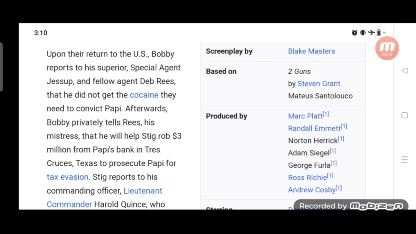 3:10
Upon their return to the U.S., Bobby
reports to his superior, Special Agent
Jessup, and fellow agent Deb Rees,
that he did not get the cocaine they
need to convict Papi. Afterwards,
Bobby privately tells Rees, his
mistress, that he will help Stig rob $3
million from Papi's bank in Tres
Cruces, Texas to prosecute Papi for
tax evasion. Stig reports to his
commanding officer, Lieutenant
Commander Harold Quince, who
Screenplay by Blake Masters
Based on 2 Guns
by Steven Grant
Mateus Santolouco
Produced by Marc Platt[1]
Randall Emmett[1]
Norton Herrick[1]
Adam Siegel[1]
George Furla[1]
Ross Richie[1]
Andrew Cosby[1]
Recorded by mobizen